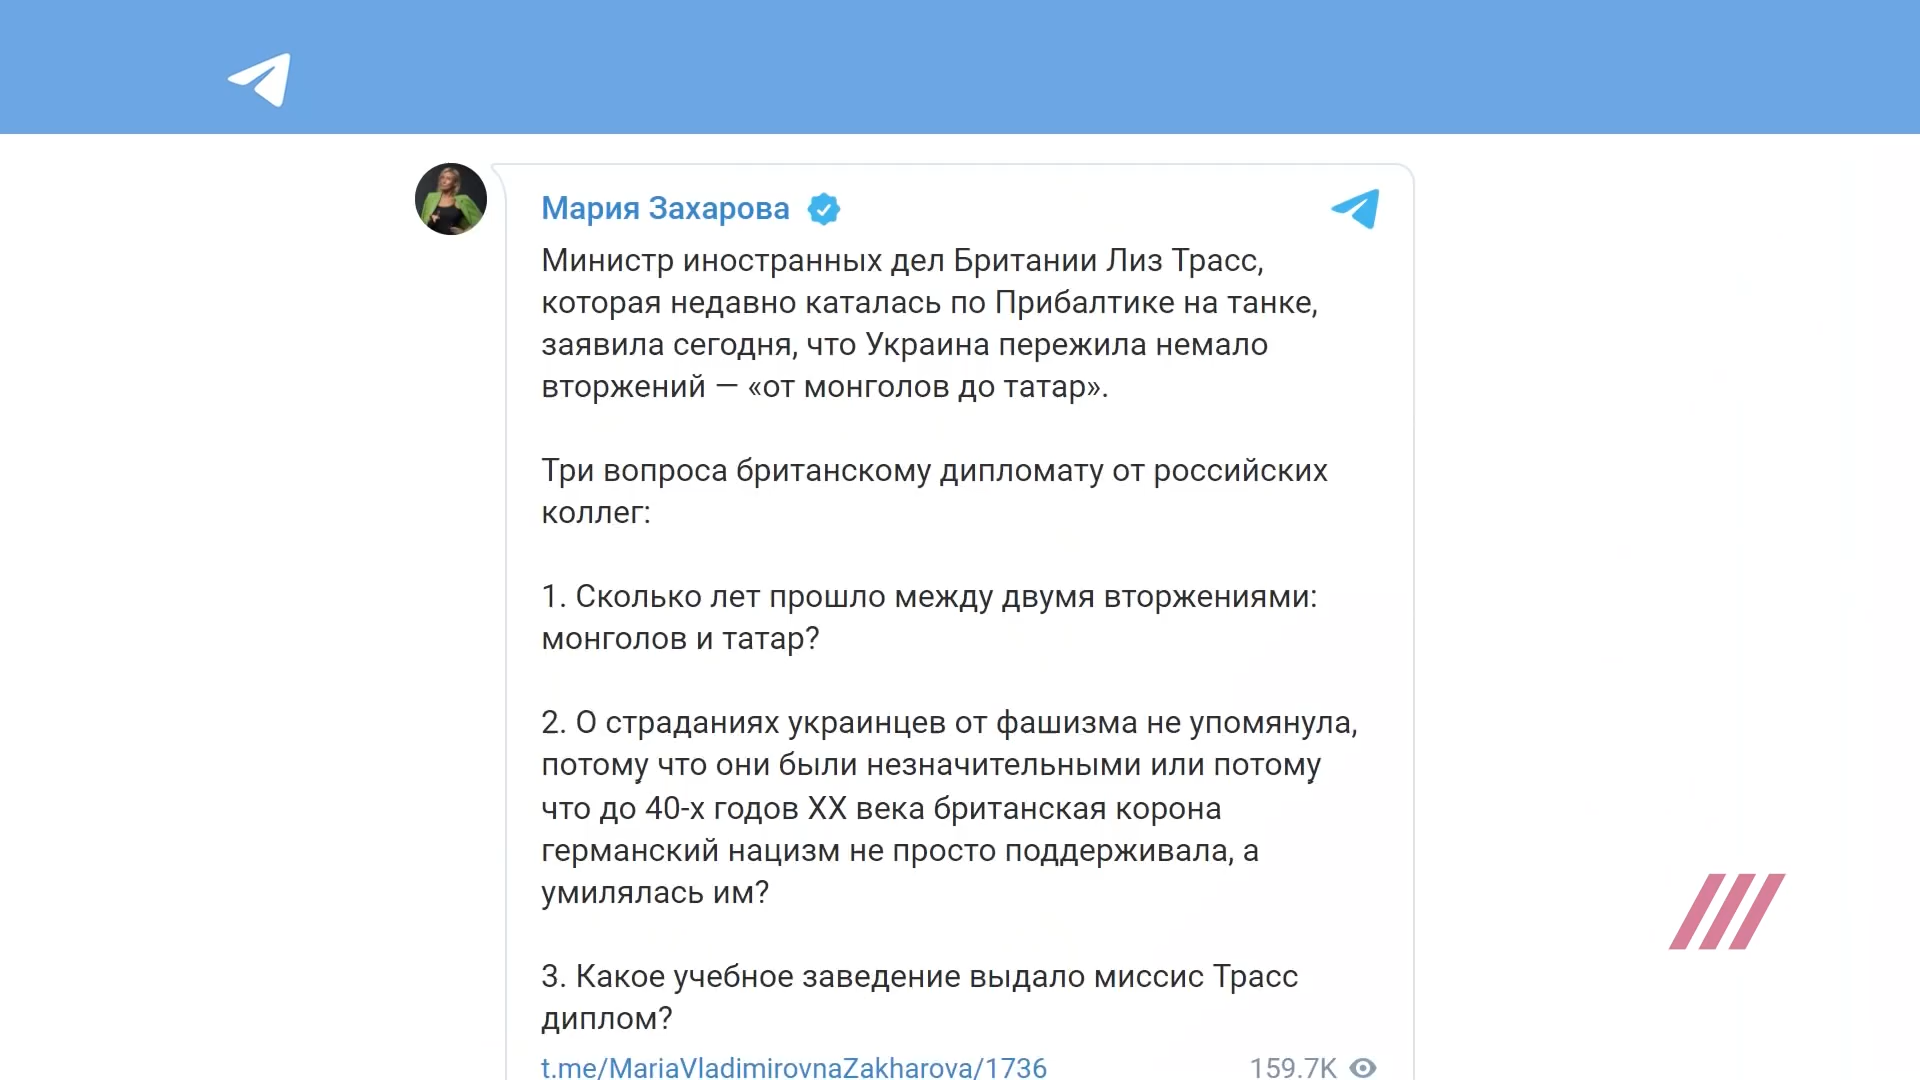 Мария Захарова
Министр иностранных дел Британии Лиз Трасс,
которая недавно каталась по Прибалтике на танке,
заявила сегодня, что Украина пережила немало
вторжений — «от монголов до татар».
Три вопроса британскому дипломату от российских
коллег:
1. Сколько лет прошло между двумя вторжениями:
монголов и татар?
2. О страданиях украинцев от фашизма не упомянула,
потому что они были незначительными или потому
что до 40-х годов XX века британская корона
германский нацизм не просто поддерживала, а
умилялась им?
3. Какое учебное заведение выдало миссис Трасс
диплом?
t.me/MariaVladimirovnaZakharova/1736 159.7K